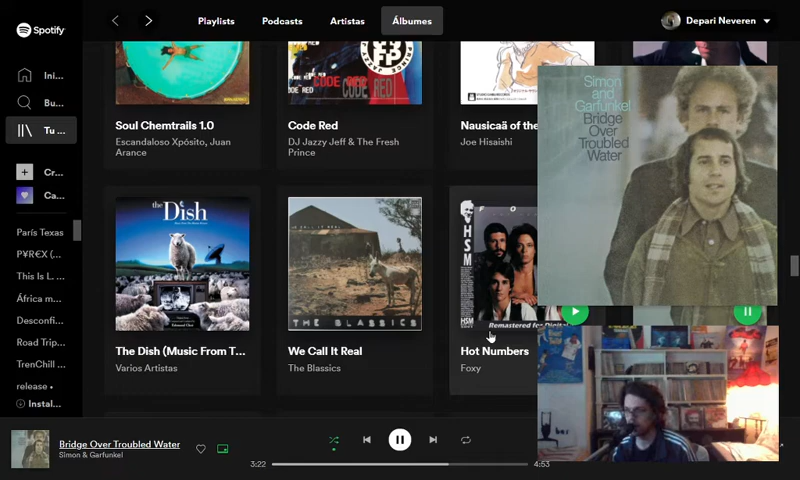 Spotify
Playlists
Podcasts
Artistas
Álbumes
Depari Neveren
Ini...
Bu...
Tu ...
Cr...
Ca...
París Texas
P¥R€X (...
This Is L. ...
África m...
Desconfi...
Road Trip...
TrenChill ...
release •
Instal...
CODE RED!
Soul Chemtrails 1.0
Escandaloso Xpósito, Juan
Arance
Code Red
DJ Jazzy Jeff & The Fresh
Prince
Nausicaä of the
Joe Hisaishi
Simon
and
Garfunkel
Bridge
Over
Troubled
Water
the Dish
THE BLASSICS
HSM
Remastered for Digital
The Dish (Music From T...
Varios Artistas
We Call It Real
The Blassics
Hot Numbers
Foxy
Bridge Over Troubled Water
Simon & Garfunkel
3:22
4:53